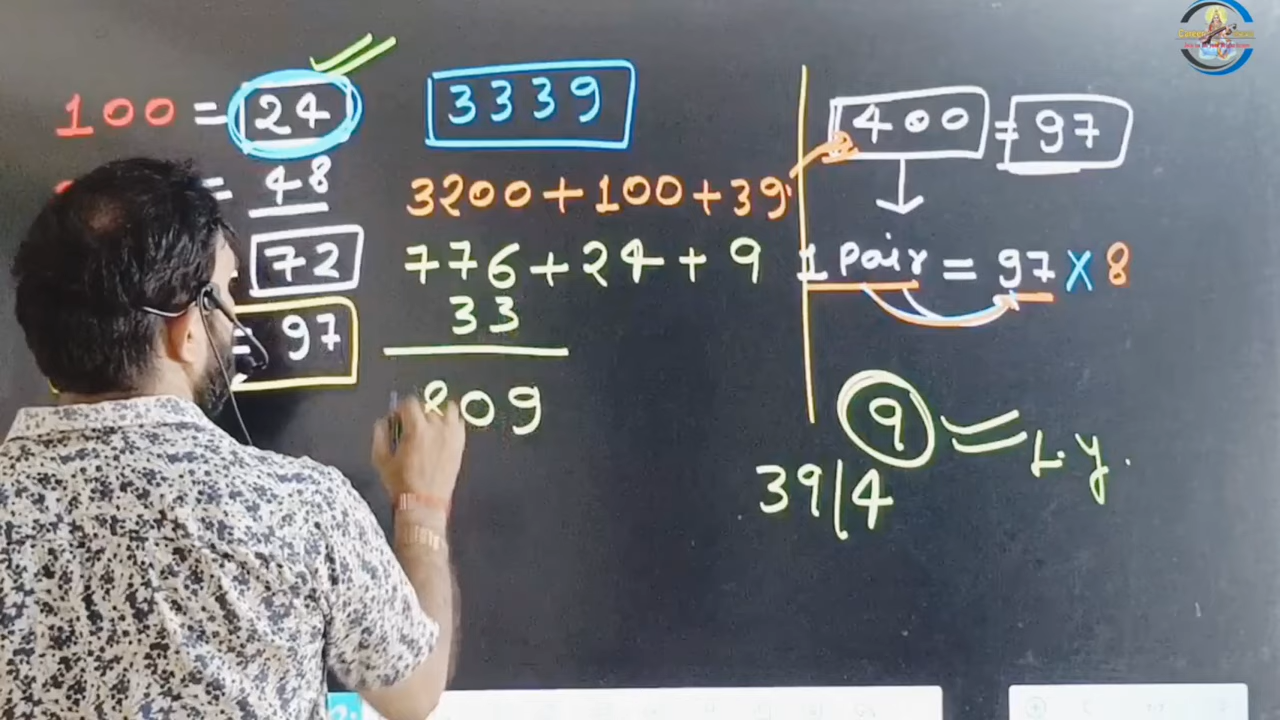 100 = 24
3339
= 48
3200 + 100 + 39
72
776 + 24 + 9
33
= 97
809
400 = 97
1 pair = 97 × 8
9 = L.y.
39/4